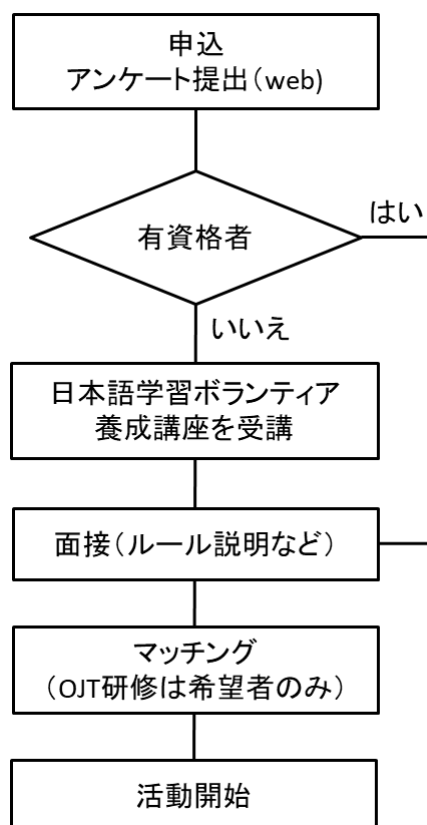 申込
アンケート提出（web)
有資格者
はい
いいえ
日本語学習ボランティア
養成講座を受講
面接（ルール説明など）
マッチング
（OJT研修は希望者のみ）
活動開始